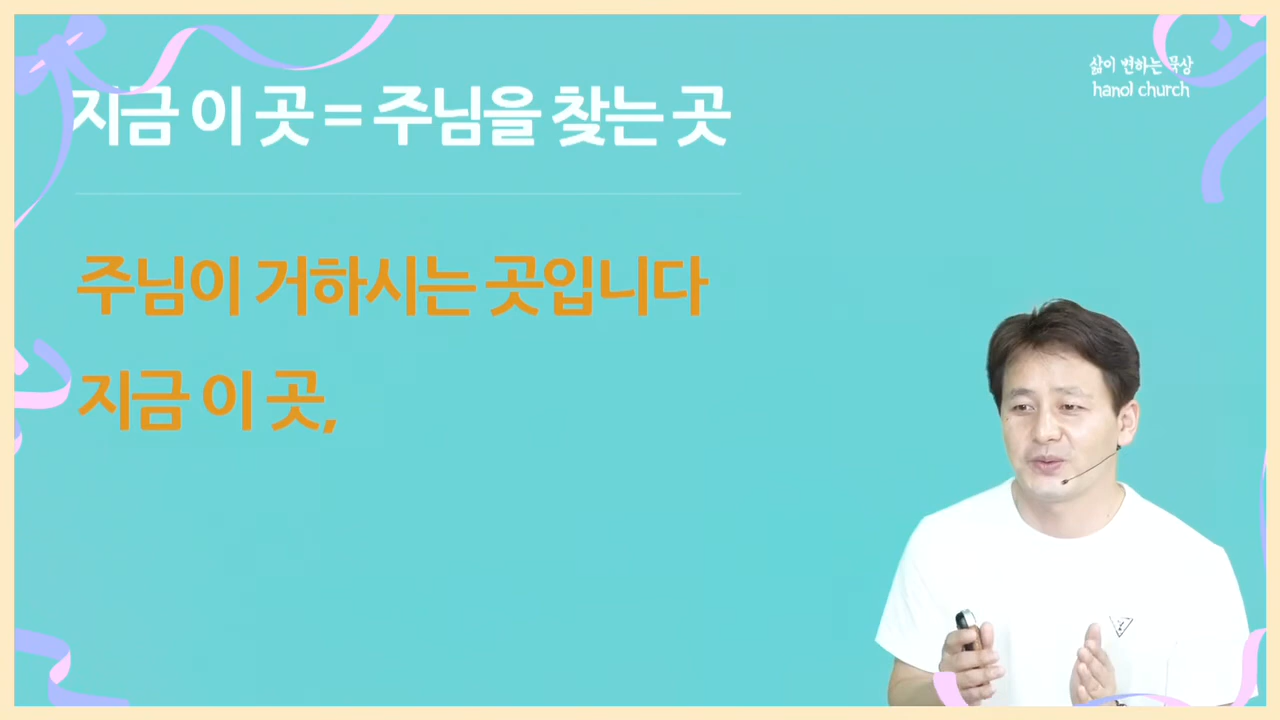 지금 이 곳 = 주님을 찾는 곳
삶이 변하는 묵상
hanol church
주님이 거하시는 곳입니다
지금 이 곳,